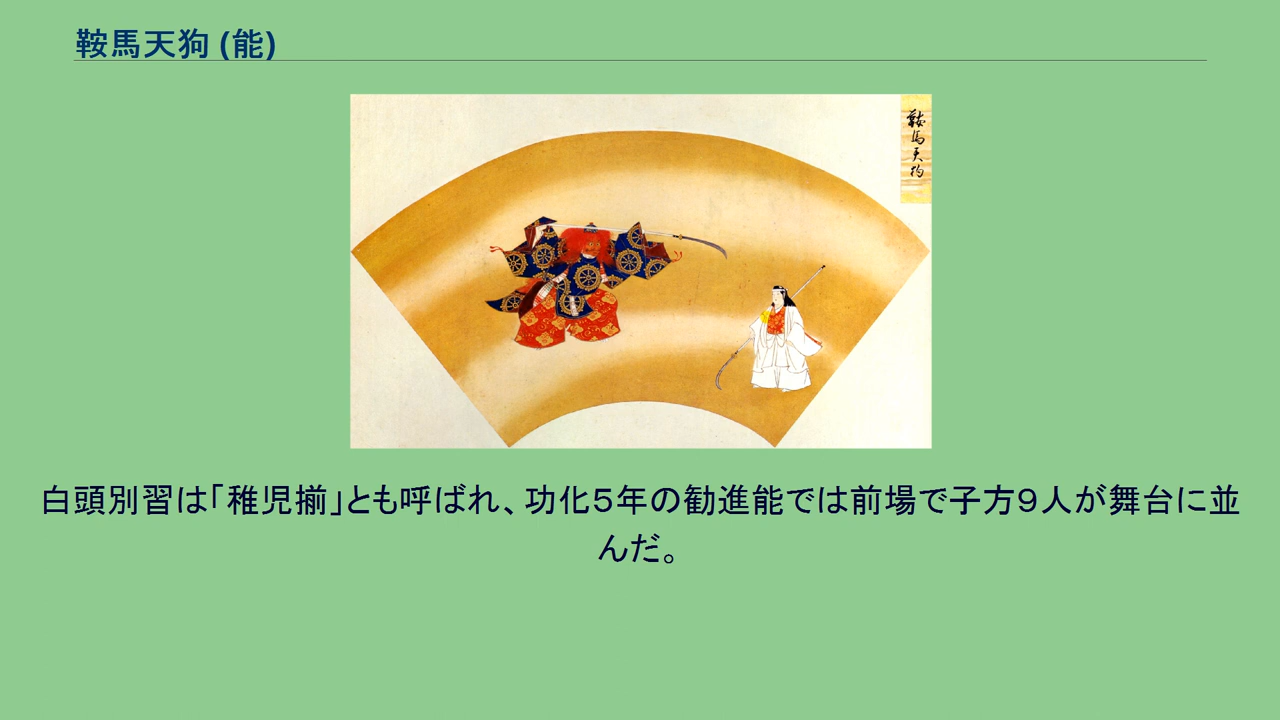 鞍馬天狗 (能)
鞍馬天狗
白頭別習は「稚児揃」とも呼ばれ、功化５年の勧進能では前場で子方９人が舞台に並
んだ。